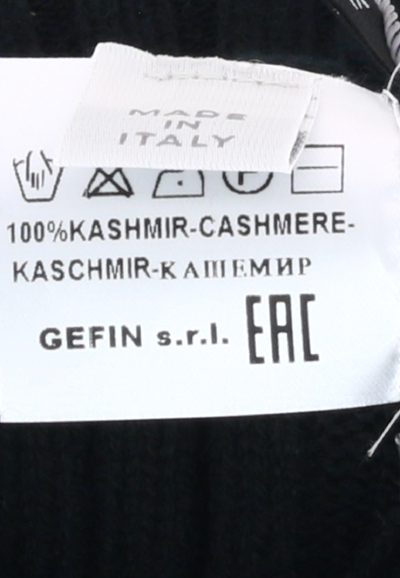 MADE
IN
ITALY
P
100%KASHMIR-CASHMERE-
KASCHMIR-КАШЕМИР
GEFIN s.r.l. EAC